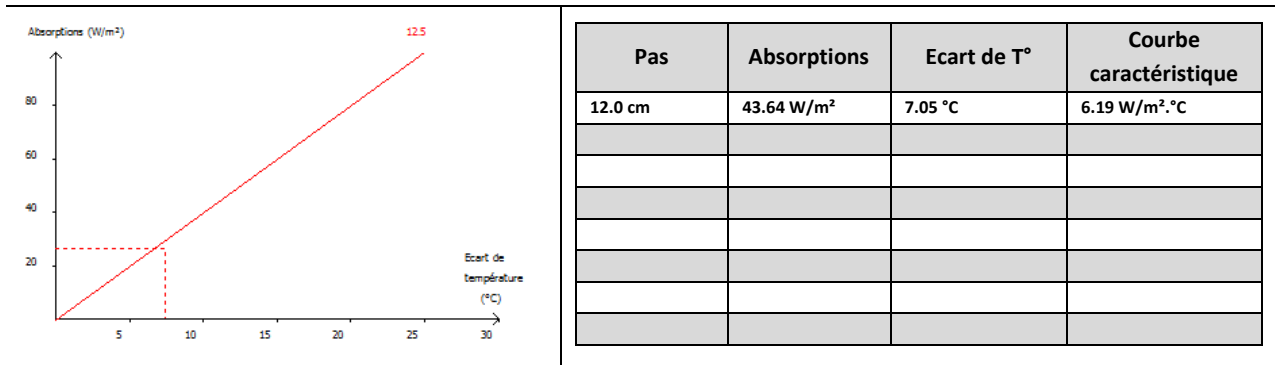 Absorptions (W/m²)
12.5
80
60
40
20
Ecart de
température
(°C)
5 10 15 20 25 30
Pas Absorptions Ecart de T° Courbe caractéristique
12.0 cm 43.64 W/m² 7.05 °C 6.19 W/m².°C